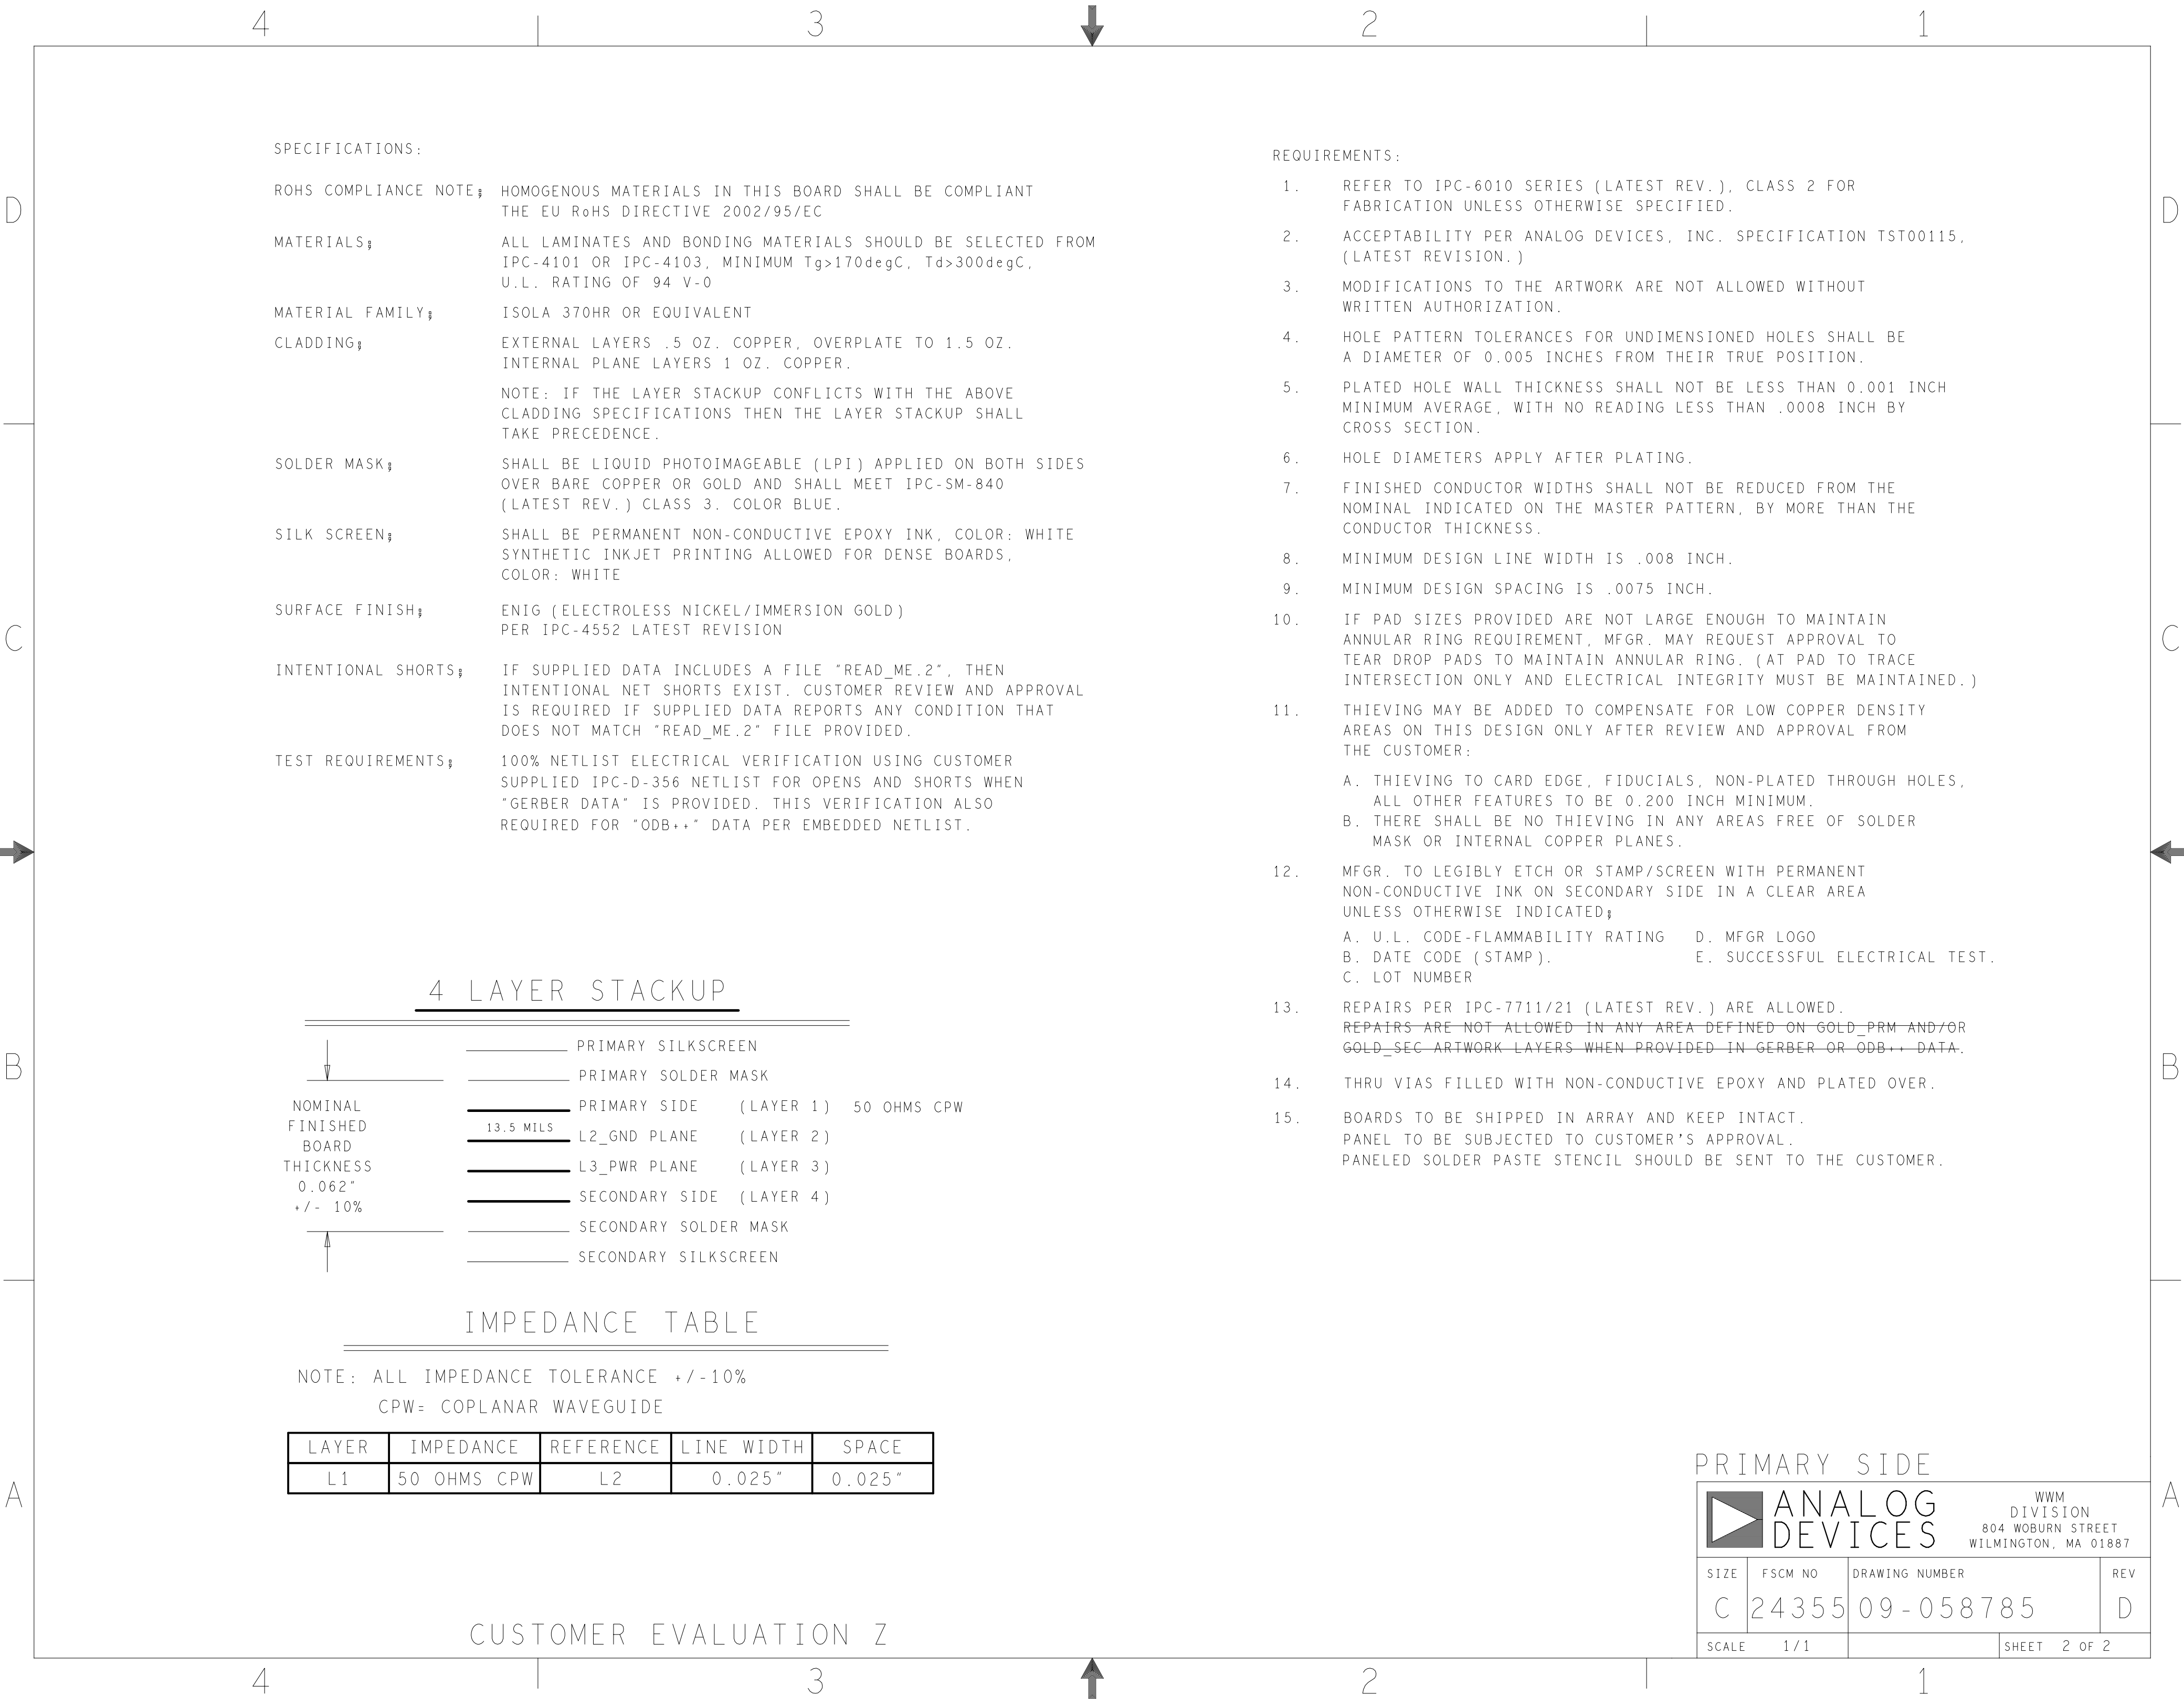 4 3 2 1
D D
C C
B B
A A
SPECIFICATIONS:
ROHS COMPLIANCE NOTE; HOMOGENOUS MATERIALS IN THIS BOARD SHALL BE COMPLIANT
THE EU RoHS DIRECTIVE 2002/95/EC
MATERIALS; ALL LAMINATES AND BONDING MATERIALS SHOULD BE SELECTED FROM
IPC-4101 OR IPC-4103, MINIMUM Tg>170degC, Td>300degC,
U.L. RATING OF 94 V-0
MATERIAL FAMILY; ISOLA 370HR OR EQUIVALENT
CLADDING; EXTERNAL LAYERS .5 OZ. COPPER, OVERPLATE TO 1.5 OZ.
INTERNAL PLANE LAYERS 1 OZ. COPPER.
NOTE: IF THE LAYER STACKUP CONFLICTS WITH THE ABOVE
CLADDING SPECIFICATIONS THEN THE LAYER STACKUP SHALL
TAKE PRECEDENCE.
SOLDER MASK; SHALL BE LIQUID PHOTOIMAGEABLE (LPI) APPLIED ON BOTH SIDES
OVER BARE COPPER OR GOLD AND SHALL MEET IPC-SM-840
(LATEST REV.) CLASS 3. COLOR BLUE.
SILK SCREEN; SHALL BE PERMANENT NON-CONDUCTIVE EPOXY INK, COLOR: WHITE
SYNTHETIC INKJET PRINTING ALLOWED FOR DENSE BOARDS,
COLOR: WHITE
SURFACE FINISH; ENIG (ELECTROLESS NICKEL/IMMERSION GOLD)
PER IPC-4552 LATEST REVISION
INTENTIONAL SHORTS; IF SUPPLIED DATA INCLUDES A FILE "READ_ME.2", THEN
INTENTIONAL NET SHORTS EXIST. CUSTOMER REVIEW AND APPROVAL
IS REQUIRED IF SUPPLIED DATA REPORTS ANY CONDITION THAT
DOES NOT MATCH "READ_ME.2" FILE PROVIDED.
TEST REQUIREMENTS; 100% NETLIST ELECTRICAL VERIFICATION USING CUSTOMER
SUPPLIED IPC-D-356 NETLIST FOR OPENS AND SHORTS WHEN
"GERBER DATA" IS PROVIDED. THIS VERIFICATION ALSO
REQUIRED FOR "ODB++" DATA PER EMBEDDED NETLIST.
4 LAYER STACKUP
PRIMARY SILKSCREEN
PRIMARY SOLDER MASK
PRIMARY SIDE (LAYER 1) 50 OHMS CPW
13.5 MILS
L2_GND PLANE (LAYER 2)
L3_PWR PLANE (LAYER 3)
SECONDARY SIDE (LAYER 4)
SECONDARY SOLDER MASK
SECONDARY SILKSCREEN
NOMINAL
FINISHED
BOARD
THICKNESS
0.062"
+/- 10%
IMPEDANCE TABLE
NOTE: ALL IMPEDANCE TOLERANCE +/-10%
CPW= COPLANAR WAVEGUIDE
LAYER IMPEDANCE REFERENCE LINE WIDTH SPACE
L1 50 OHMS CPW L2 0.025" 0.025"
CUSTOMER EVALUATION Z
REQUIREMENTS:
1. REFER TO IPC-6010 SERIES (LATEST REV.), CLASS 2 FOR
FABRICATION UNLESS OTHERWISE SPECIFIED.
2. ACCEPTABILITY PER ANALOG DEVICES, INC. SPECIFICATION TST00115,
(LATEST REVISION.)
3. MODIFICATIONS TO THE ARTWORK ARE NOT ALLOWED WITHOUT
WRITTEN AUTHORIZATION.
4. HOLE PATTERN TOLERANCES FOR UNDIMENSIONED HOLES SHALL BE
A DIAMETER OF 0.005 INCHES FROM THEIR TRUE POSITION.
5. PLATED HOLE WALL THICKNESS SHALL NOT BE LESS THAN 0.001 INCH
MINIMUM AVERAGE, WITH NO READING LESS THAN .0008 INCH BY
CROSS SECTION.
6. HOLE DIAMETERS APPLY AFTER PLATING.
7. FINISHED CONDUCTOR WIDTHS SHALL NOT BE REDUCED FROM THE
NOMINAL INDICATED ON THE MASTER PATTERN, BY MORE THAN THE
CONDUCTOR THICKNESS.
8. MINIMUM DESIGN LINE WIDTH IS .008 INCH.
9. MINIMUM DESIGN SPACING IS .0075 INCH.
10. IF PAD SIZES PROVIDED ARE NOT LARGE ENOUGH TO MAINTAIN
ANNULAR RING REQUIREMENT, MFGR. MAY REQUEST APPROVAL TO
TEAR DROP PADS TO MAINTAIN ANNULAR RING. (AT PAD TO TRACE
INTERSECTION ONLY AND ELECTRICAL INTEGRITY MUST BE MAINTAINED.)
11. THIEVING MAY BE ADDED TO COMPENSATE FOR LOW COPPER DENSITY
AREAS ON THIS DESIGN ONLY AFTER REVIEW AND APPROVAL FROM
THE CUSTOMER:
A. THIEVING TO CARD EDGE, FIDUCIALS, NON-PLATED THROUGH HOLES,
ALL OTHER FEATURES TO BE 0.200 INCH MINIMUM.
B. THERE SHALL BE NO THIEVING IN ANY AREAS FREE OF SOLDER
MASK OR INTERNAL COPPER PLANES.
12. MFGR. TO LEGIBLY ETCH OR STAMP/SCREEN WITH PERMANENT
NON-CONDUCTIVE INK ON SECONDARY SIDE IN A CLEAR AREA
UNLESS OTHERWISE INDICATED;
A. U.L. CODE-FLAMMABILITY RATING D. MFGR LOGO
B. DATE CODE (STAMP). E. SUCCESSFUL ELECTRICAL TEST.
C. LOT NUMBER
13. REPAIRS PER IPC-7711/21 (LATEST REV.) ARE ALLOWED.
REPAIRS ARE NOT ALLOWED IN ANY AREA DEFINED ON GOLD_PRM AND/OR
GOLD_SEC ARTWORK LAYERS WHEN PROVIDED IN GERBER OR ODB++ DATA.
14. THRU VIAS FILLED WITH NON-CONDUCTIVE EPOXY AND PLATED OVER.
15. BOARDS TO BE SHIPPED IN ARRAY AND KEEP INTACT.
PANEL TO BE SUBJECTED TO CUSTOMER'S APPROVAL.
PANELED SOLDER PASTE STENCIL SHOULD BE SENT TO THE CUSTOMER.
PRIMARY SIDE
ANALOG
DEVICES
WWM
DIVISION
804 WOBURN STREET
WILMINGTON, MA 01887
SIZE FSCM NO DRAWING NUMBER REV
C 24355 09-058785 D
SCALE 1/1 SHEET 2 OF 2
4 3 2 1